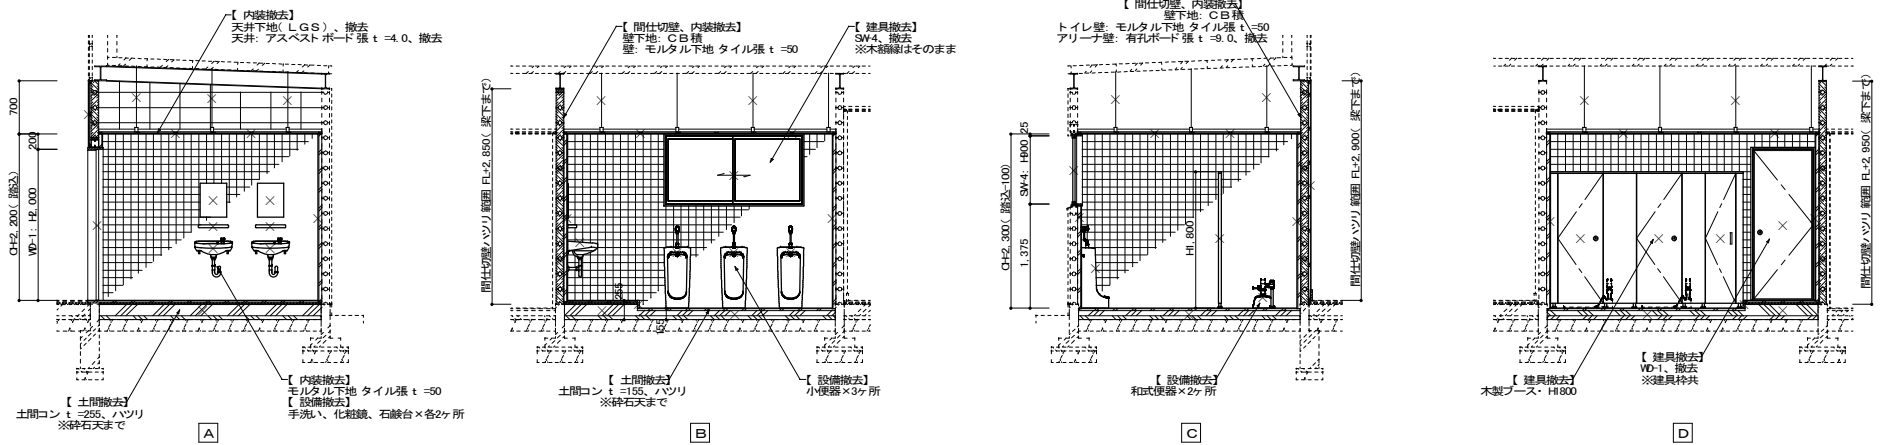 【 内装撤去】
天井下地( ＬＧＳ) 、撤去
天井: アスベスト ボード 張 ｔ =4. 0、撤去
700
200
CH=2, 200( 踏込)
WD-1 : H2, 000
【 内装撤去】
モルタル下地 タイル張 ｔ =50
【 設備撤去】
手洗い、化粧鏡、石鹸台×各2ヶ所
【 土間撤去】
土間コン ｔ =255、ハツリ
※砕石天まで
A
【 間仕切壁、内装撤去】
壁下地: ＣＢ積
壁: モルタル下地 タイル張 ｔ =50
【 建具撤去】
SW-4、撤去
※木額縁はそのまま
間仕切壁ハツリ 範囲 FL+2, 850( 梁下まで)
255
155
【 土間撤去】
土間コン ｔ =155、ハツリ
※砕石天まで
【 設備撤去】
小便器×3ヶ所
B
【 間仕切壁、内装撤去】
壁下地: ＣＢ積
トイレ壁: モルタル下地 タイル張 ｔ =50
アリーナ壁: 有孔ボード 張 ｔ =9. 0、撤去
25
SW-4: H900
CH=2, 300( 踏込-100)
1, 375
H1, 800
間仕切壁ハツリ 範囲 FL+2, 900( 梁下まで)
【 設備撤去】
和式便器×2ヶ所
C
間仕切壁ハツリ 範囲 FL+2, 950( 梁下まで)
【 建具撤去】
木製ブース・ H1800
【 建具撤去】
WD-1、撤去
※建具枠共
D